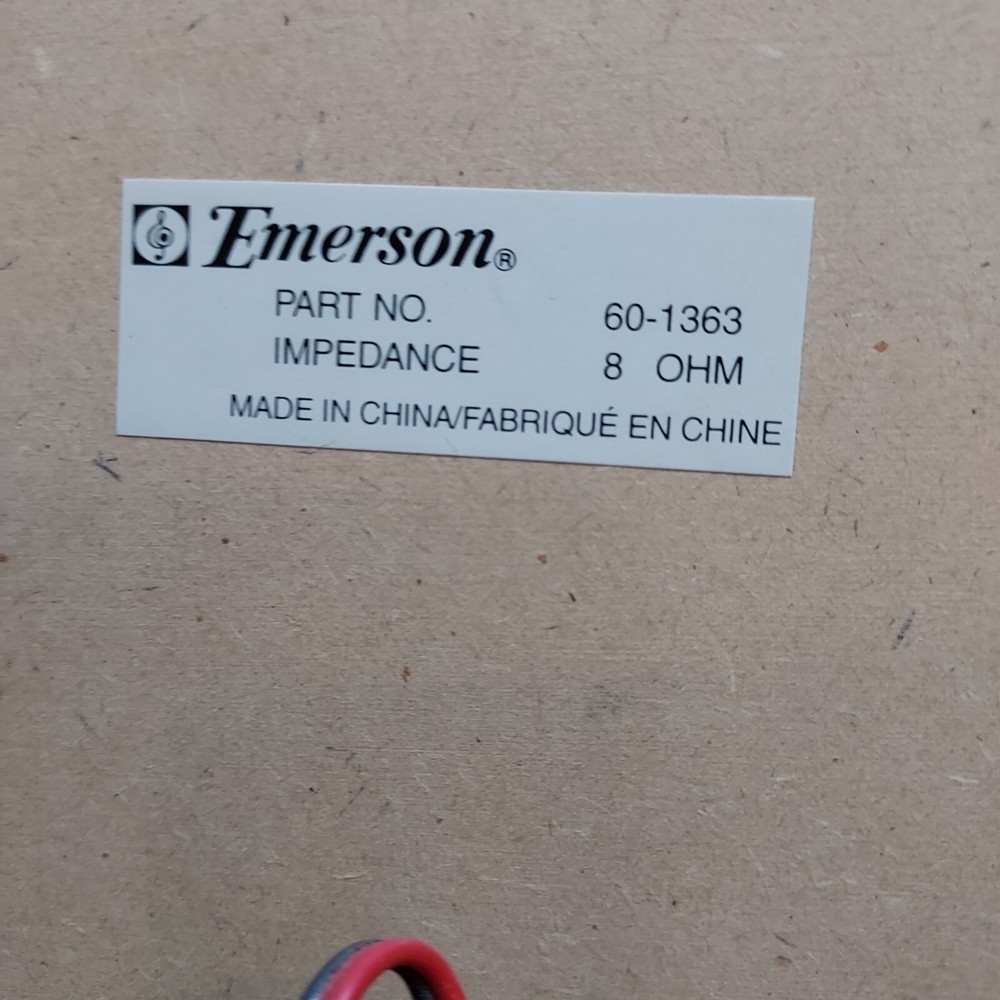 Emerson®
PART NO. 60-1363
IMPEDANCE 8 OHM
MADE IN CHINA/FABRIQUÉ EN CHINE